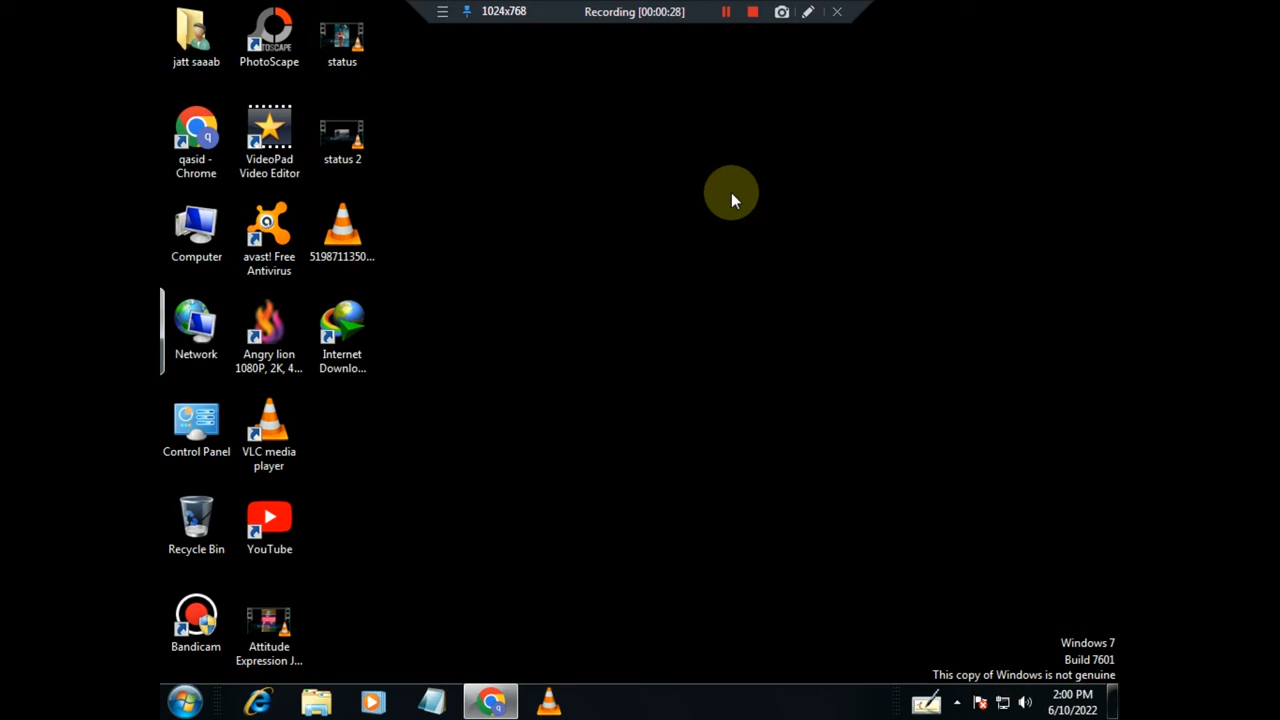 1024x768
Recording [00:00:28]
jatt saaab
PhotoScape
status
qasid -
Chrome
VideoPad
Video Editor
status 2
Computer
avast! Free
Antivirus
5198711350...
Network
Angry lion
1080P, 2K, 4...
Internet
Downlo...
Control Panel
VLC media
player
Recycle Bin
YouTube
Bandicam
Attitude
Expression J...
Windows 7
Build 7601
This copy of Windows is not genuine
2:00 PM
6/10/2022